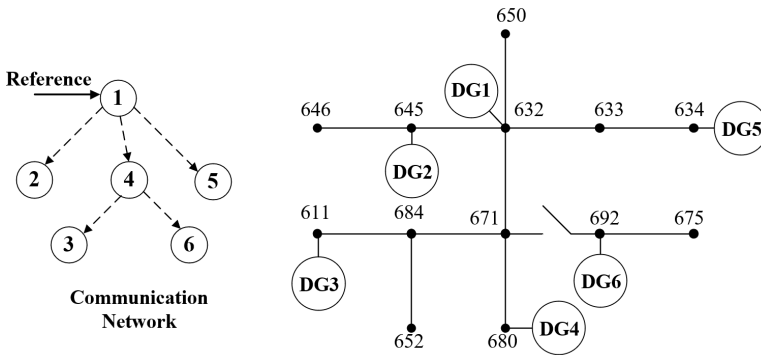 Reference
1
2
4
5
3
6
Communication
Network
650
DG1
646
645
632
633
634
DG5
DG2
611
684
671
692
675
DG3
DG6
652
680
DG4